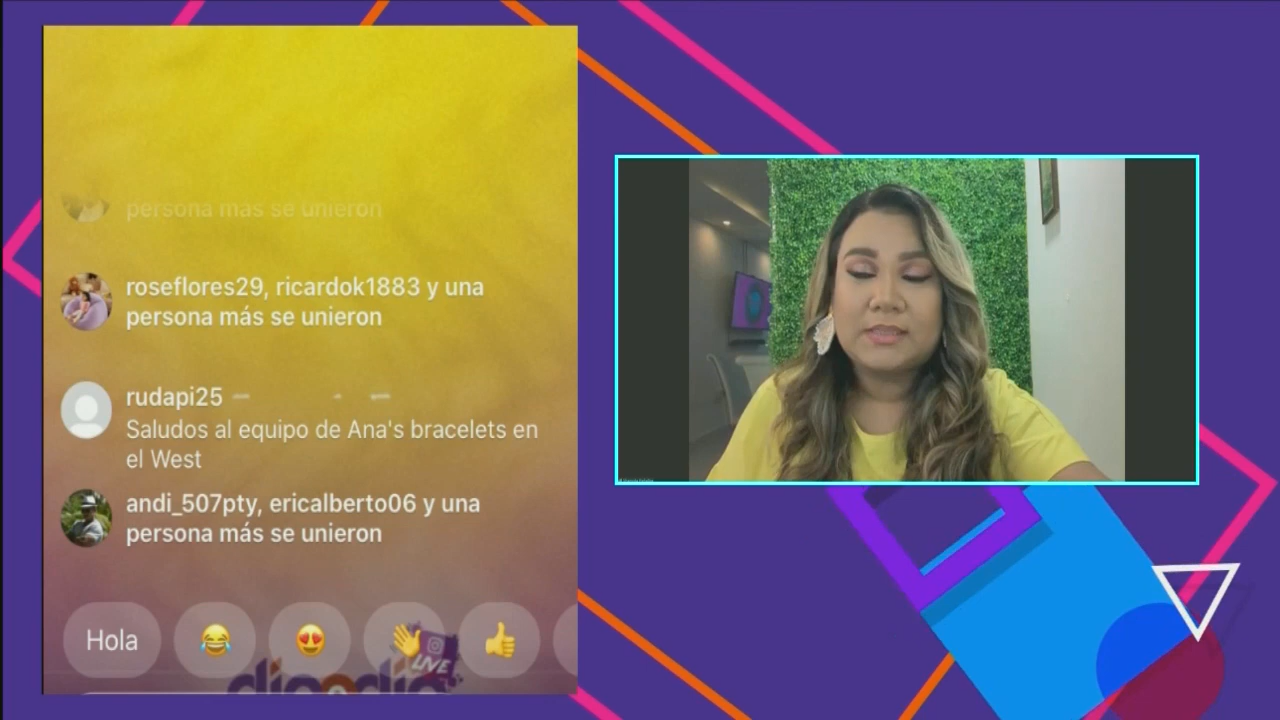 persona más se unieron
roseflores29, ricardok1883 y una
persona más se unieron
rudapi25
Saludos al equipo de Ana's bracelets en
el West
andi_507pty, ericalberto06 y una
persona más se unieron
Hola
LIVE